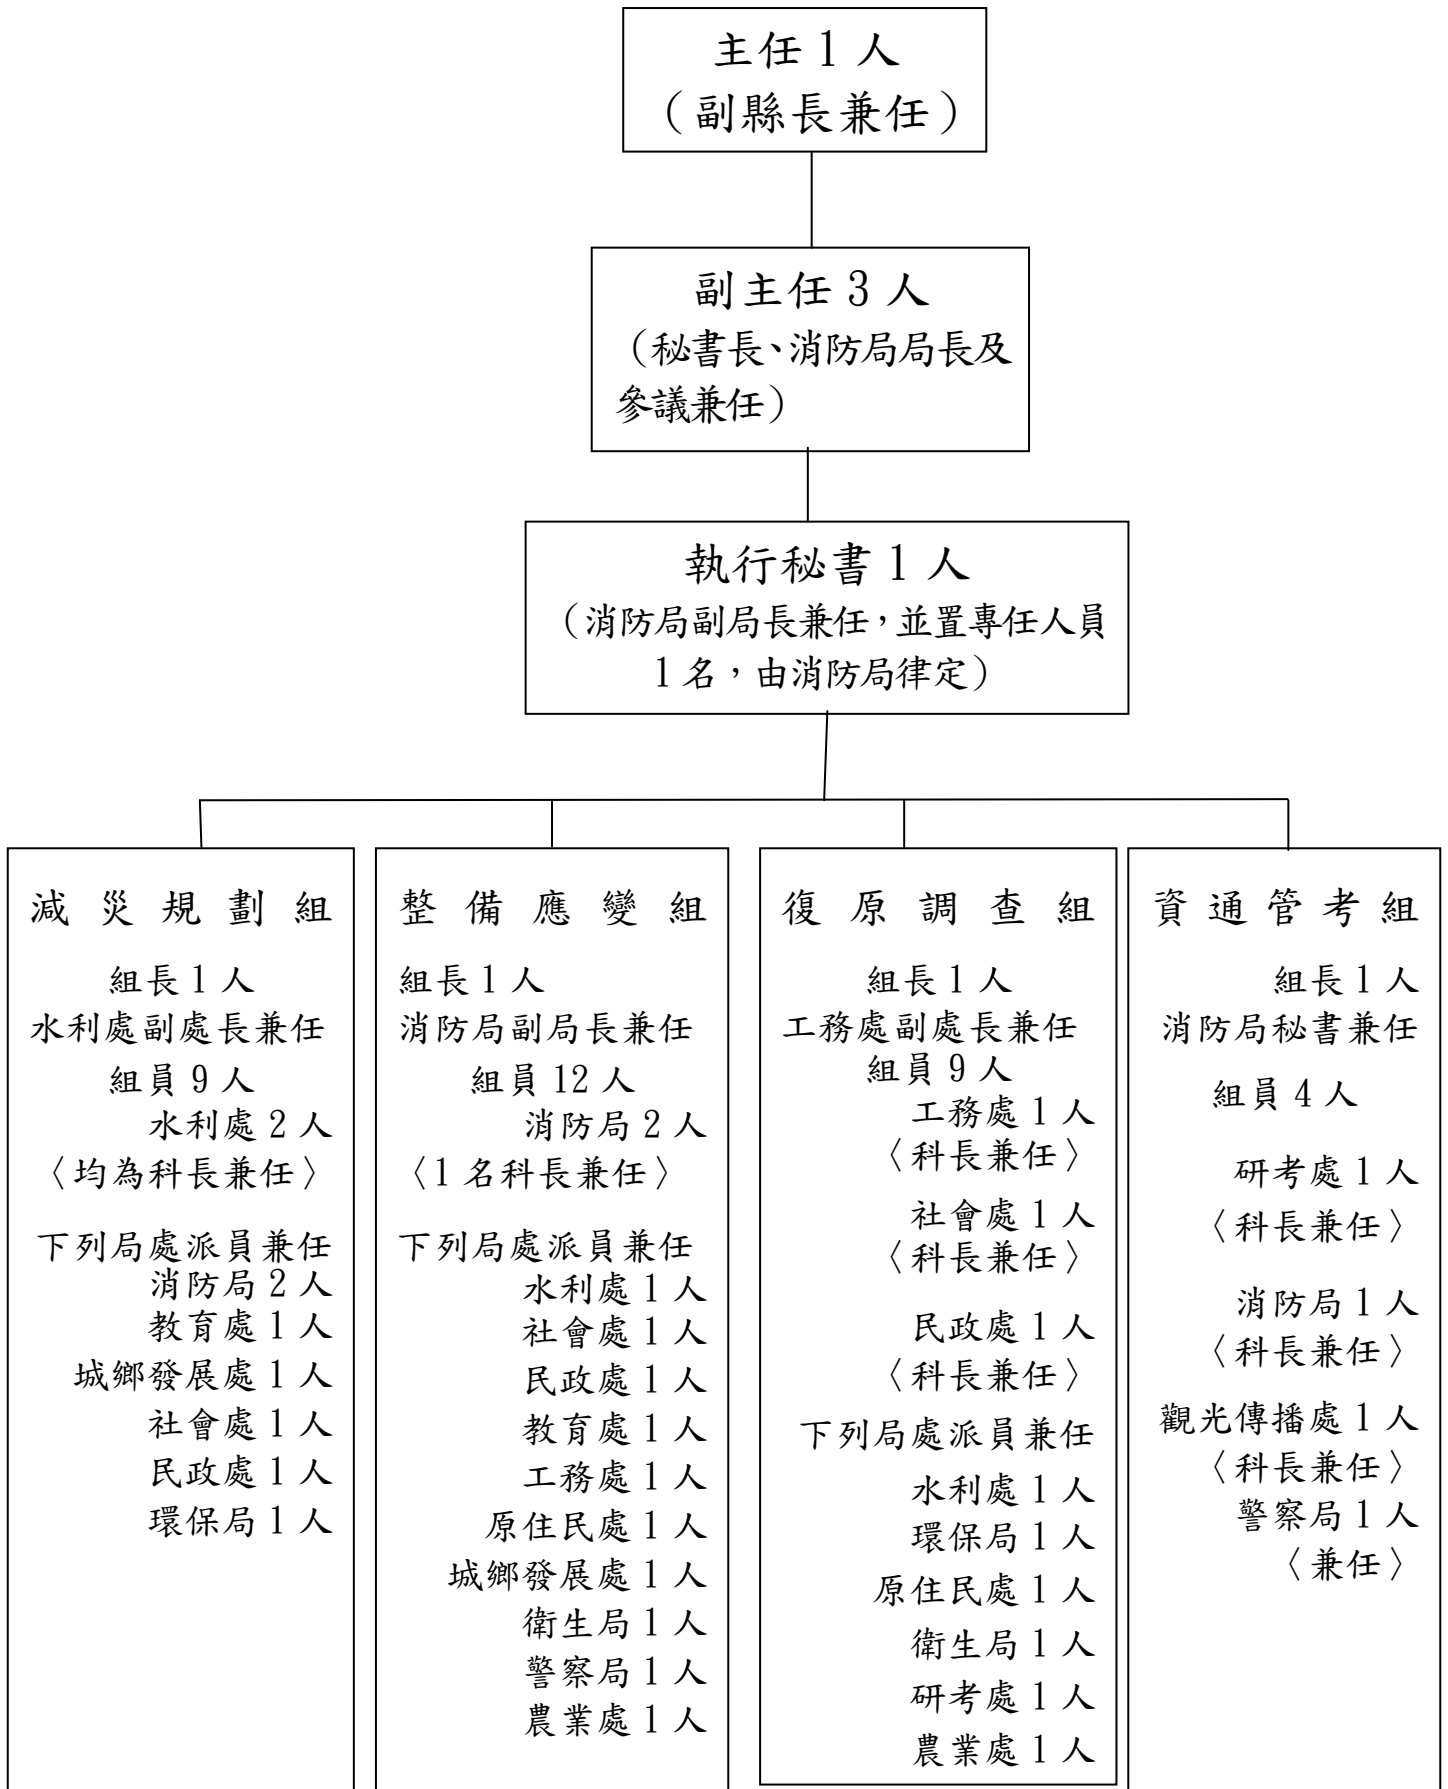 主任1人
（副縣長兼任）
副主任3人
（秘書長、消防局局長及
參議兼任）
執行秘書1人
（消防局副局長兼任，並置專任人員
1名，由消防局律定）
減災規劃組
組長1人
水利處副處長兼任
組員9人
水利處2人
〈均為科長兼任〉
下列局處派員兼任
消防局2人
教育處1人
城鄉發展處1人
社會處1人
民政處1人
環保局1人
整備應變組
組長1人
消防局副局長兼任
組員12人
消防局2人
〈1名科長兼任〉
下列局處派員兼任
水利處1人
社會處1人
民政處1人
教育處1人
工務處1人
原住民處1人
城鄉發展處1人
衛生局1人
警察局1人
農業處1人
復原調查組
組長1人
工務處副處長兼任
組員9人
工務處1人
〈科長兼任〉
社會處1人
〈科長兼任〉
民政處1人
〈科長兼任〉
下列局處派員兼任
水利處1人
環保局1人
原住民處1人
衛生局1人
研考處1人
農業處1人
資通管考組
組長1人
消防局秘書兼任
組員4人
研考處1人
〈科長兼任〉
消防局1人
〈科長兼任〉
觀光傳播處1人
〈科長兼任〉
警察局1人
〈兼任〉